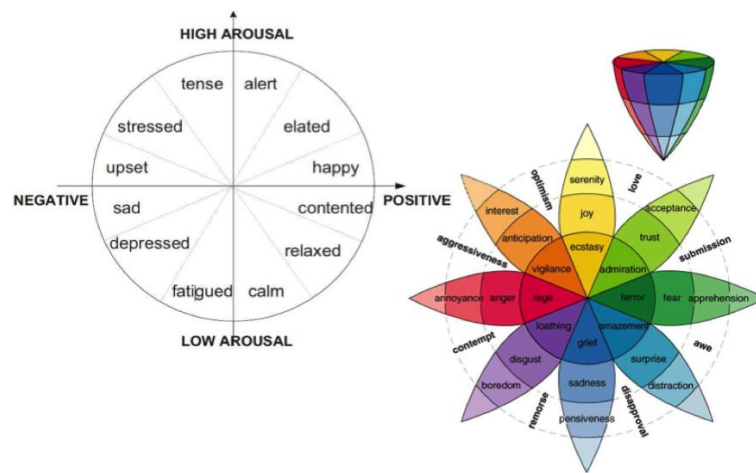 HIGH AROUSAL
tense
alert
stressed
elated
upset
happy
NEGATIVE
POSITIVE
sad
contented
depressed
relaxed
fatigued
calm
LOW AROUSAL
serenity
optimism
love
interest
joy
acceptance
anticipation
ecstasy
trust
aggressiveness
submission
vigilance
admiration
annoyance
anger
rage
terror
fear
apprehension
loathing
amazement
contempt
grief
awe
disgust
surprise
boredom
sadness
distraction
remorse
disapproval
pensiveness